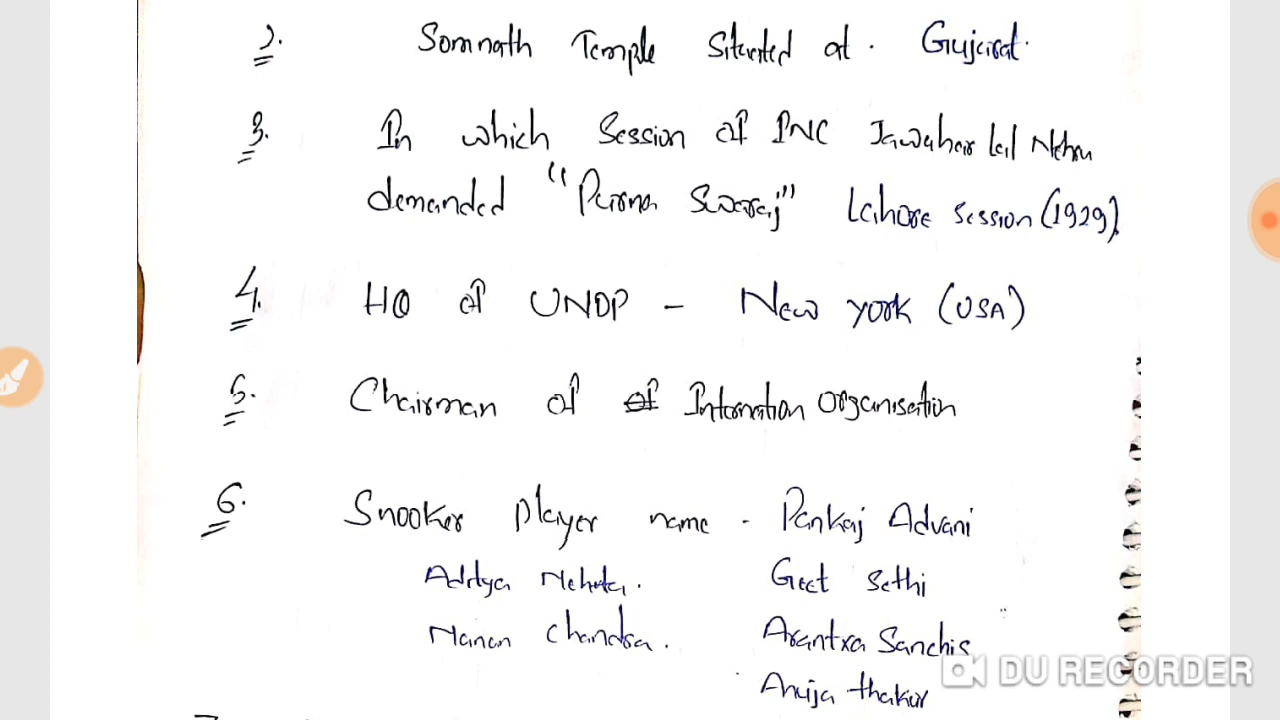 2. Somnath Temple Situated at. Gujarat.
3. In which Session of INC Jawahar lal Nehru
demanded "Purna Swaraj" Lahore Session (1929).
4. HQ of UNDP - New York (USA)
5. Chairman of of Internation Organisation
6. Snooker player name - Pankaj Advani
Aditya Mehta. Geet Sethi
Manan Chandra. Arantxa Sanchis
Anuja thakur
DU RECORDER